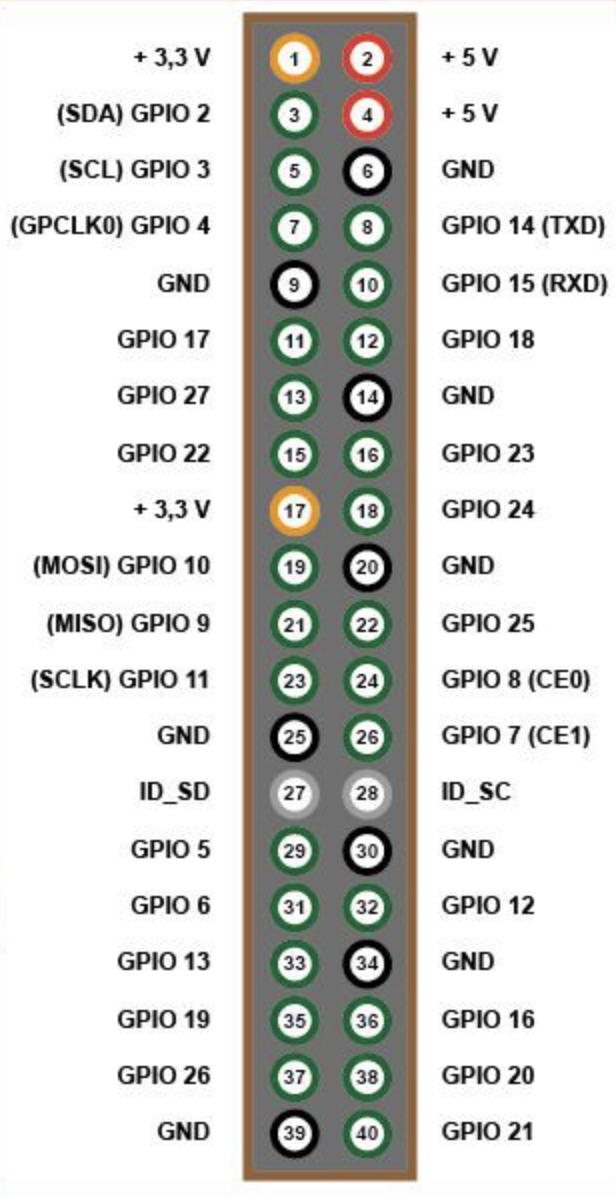 + 3,3 V 1 2 + 5 V
(SDA) GPIO 2 3 4 + 5 V
(SCL) GPIO 3 5 6 GND
(GPCLK0) GPIO 4 7 8 GPIO 14 (TXD)
GND 9 10 GPIO 15 (RXD)
GPIO 17 11 12 GPIO 18
GPIO 27 13 14 GND
GPIO 22 15 16 GPIO 23
+ 3,3 V 17 18 GPIO 24
(MOSI) GPIO 10 19 20 GND
(MISO) GPIO 9 21 22 GPIO 25
(SCLK) GPIO 11 23 24 GPIO 8 (CE0)
GND 25 26 GPIO 7 (CE1)
ID_SD 27 28 ID_SC
GPIO 5 29 30 GND
GPIO 6 31 32 GPIO 12
GPIO 13 33 34 GND
GPIO 19 35 36 GPIO 16
GPIO 26 37 38 GPIO 20
GND 39 40 GPIO 21